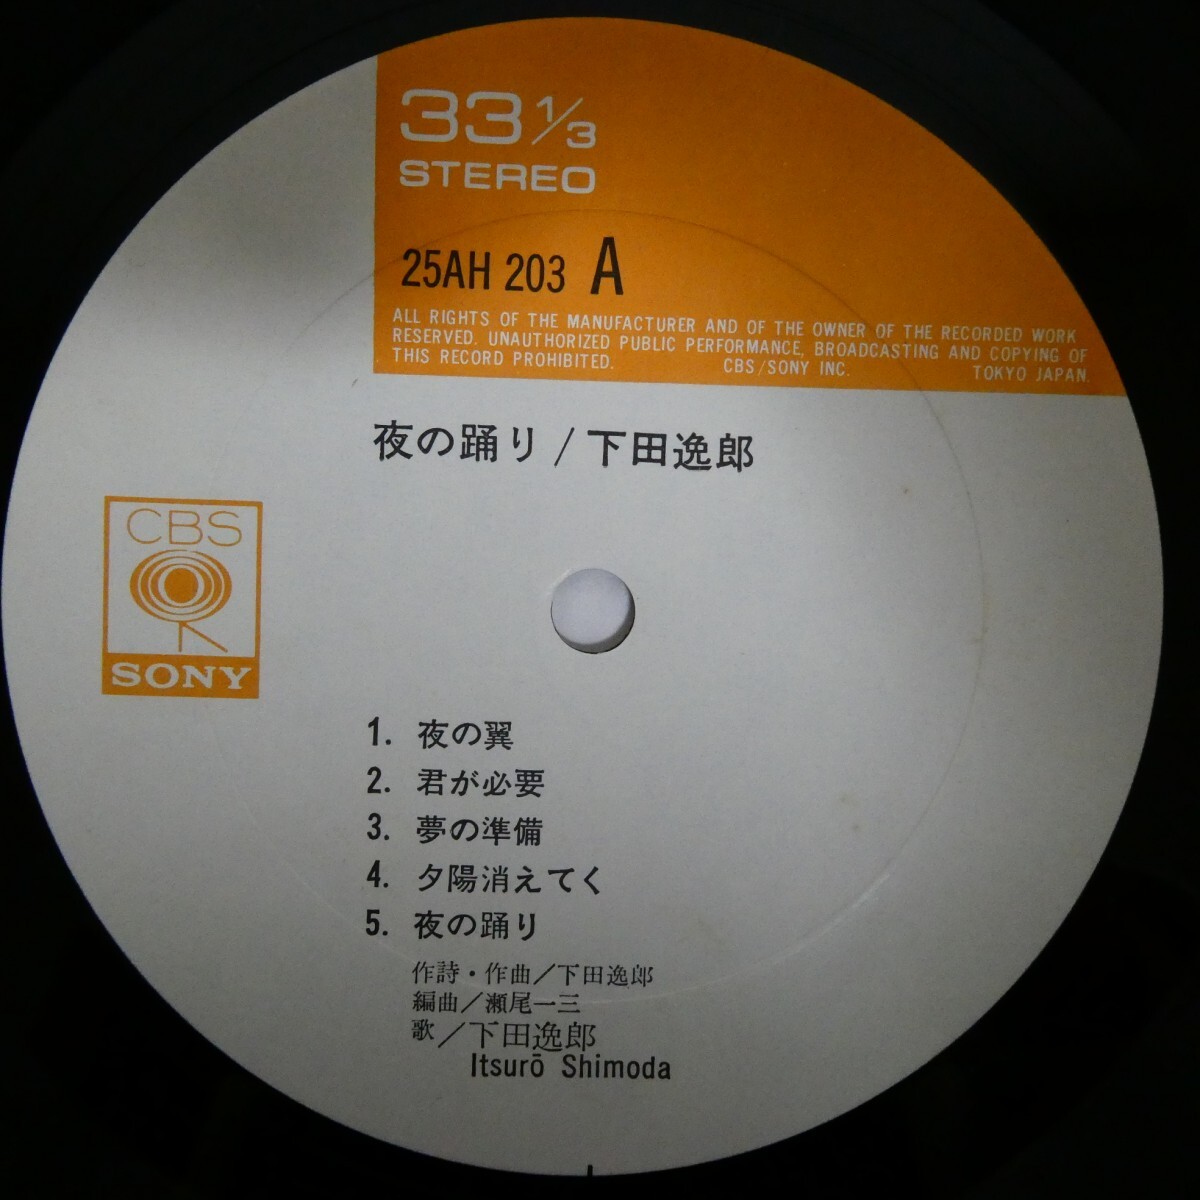 33 1/3
STEREO
25AH 203 A
ALL RIGHTS OF THE MANUFACTURER AND OF THE OWNER OF THE RECORDED WORK
RESERVED. UNAUTHORIZED PUBLIC PERFORMANCE, BROADCASTING AND COPYING OF
THIS RECORD PROHIBITED. CBS/SONY INC. TOKYO JAPAN.
夜の踊り/下田逸郎
CBS
SONY
1. 夜の翼
2. 君が必要
3. 夢の準備
4. 夕陽消えてく
5. 夜の踊り
作詩・作曲/下田逸郎
編曲/瀬尾一三
歌/下田逸郎
Itsurō Shimoda